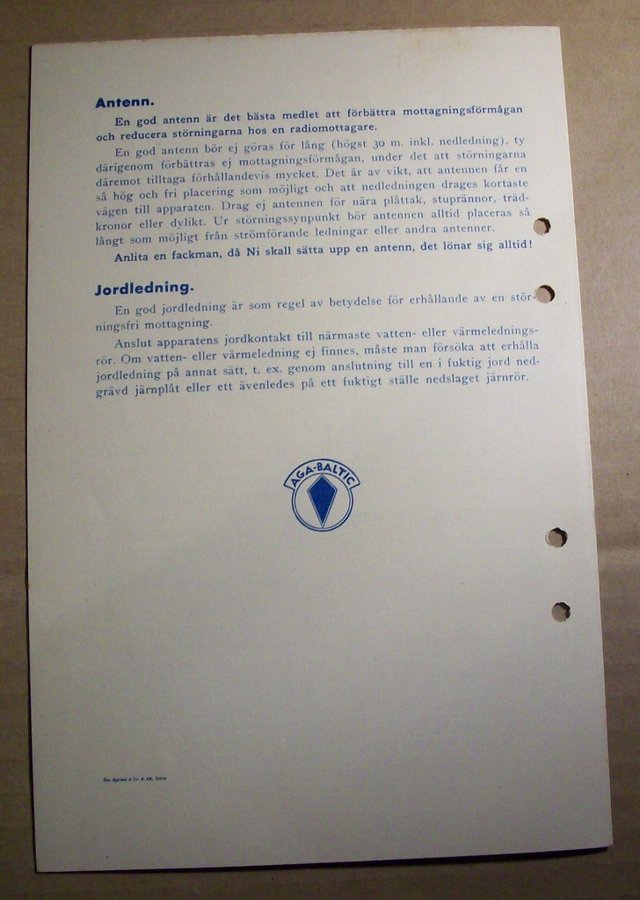 Antenn.
En god antenn är det bästa medlet att förbättra mottagningsförmågan
och reducera störningarna hos en radiomottagare.
En god antenn bör ej göras för lång (högst 30 m. inkl. nedledning), ty
därigenom förbättras ej mottagningsförmågan, under det att störningarna
däremot tilltaga förhållandevis mycket. Det är av vikt, att antennen får en
så hög och fri placering som möjligt och att nedledningen drages kortaste
vägen till apparaten. Drag ej antennen för nära plåttak, stuprännor, träd-
kronor eller dylikt. Ur störningssynpunkt bör antennen alltid placeras så
långt som möjligt från strömförande ledningar eller andra antenner.
Anlita en fackman, då Ni skall sätta upp en antenn, det lönar sig alltid!
Jordledning.
En god jordledning är som regel av betydelse för erhållande av en stör-
ningsfri mottagning.
Anslut apparatens jordkontakt till närmaste vatten- eller värmelednings-
rör. Om vatten- eller värmeledning ej finnes, måste man försöka att erhålla
jordledning på annat sätt, t. ex. genom anslutning till en i fuktig jord ned-
grävd järnplåt eller ett ävenledes på ett fuktigt ställe nedslaget järnrör.
AGA-BALTIC